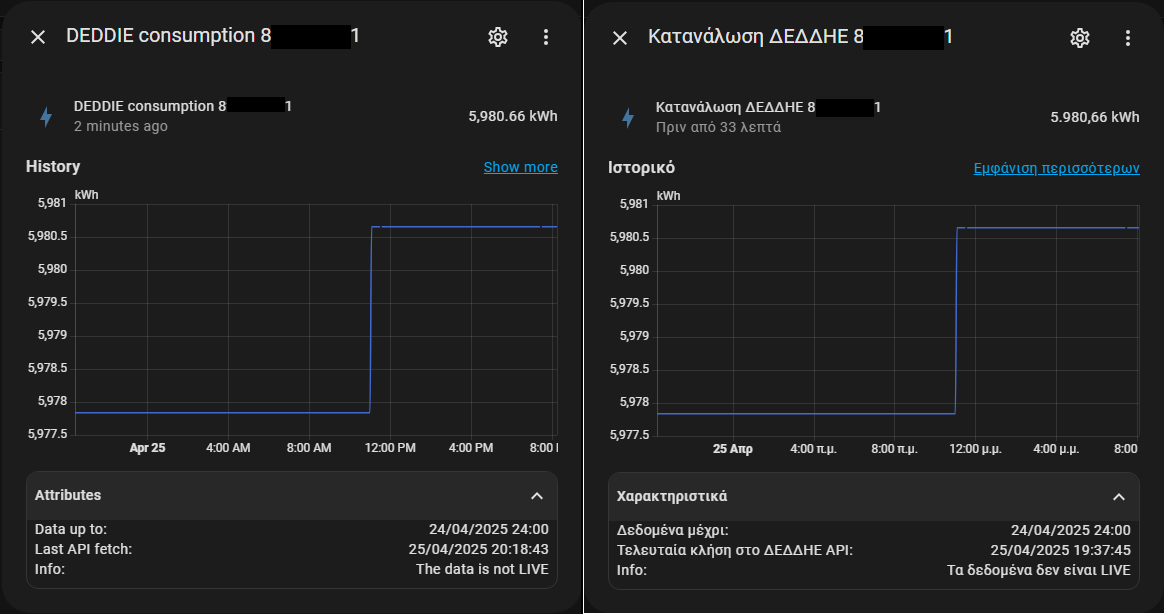 DEDDIE consumption 8 1
DEDDIE consumption 8 1
2 minutes ago
5,980.66 kWh
History
Show more
kWh
5,981
5,980.5
5,980
5,979.5
5,979
5,978.5
5,978
5,977.5
Apr 25
4:00 AM
8:00 AM
12:00 PM
4:00 PM
8:00
Attributes
Data up to: 24/04/2025 24:00
Last API fetch: 25/04/2025 20:18:43
Info: The data is not LIVE
Κατανάλωση ΔΕΔΔΗΕ 8 1
Κατανάλωση ΔΕΔΔΗΕ 8 1
Πριν από 33 λεπτά
5.980,66 kWh
Ιστορικό
Εμφάνιση περισσότερων
kWh
5,981
5,980.5
5,980
5,979.5
5,979
5,978.5
5,978
5,977.5
25 Απρ
4:00 π.μ.
8:00 π.μ.
12:00 μ.μ.
4:00 μ.μ.
8:00
Χαρακτηριστικά
Δεδομένα μέχρι: 24/04/2025 24:00
Τελευταία κλήση στο ΔΕΔΔΗΕ API: 25/04/2025 19:37:45
Info: Τα δεδομένα δεν είναι LIVE